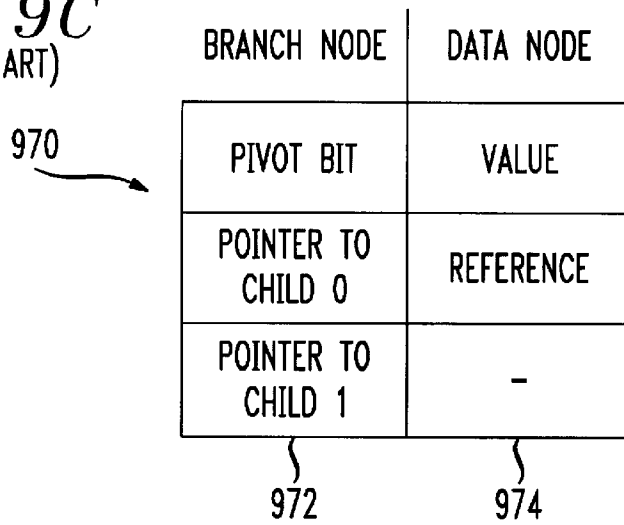 9C
ART)
BRANCH NODE DATA NODE
970
PIVOT BIT VALUE
POINTER TO
CHILD 0
REFERENCE
POINTER TO
CHILD 1
-
972 974